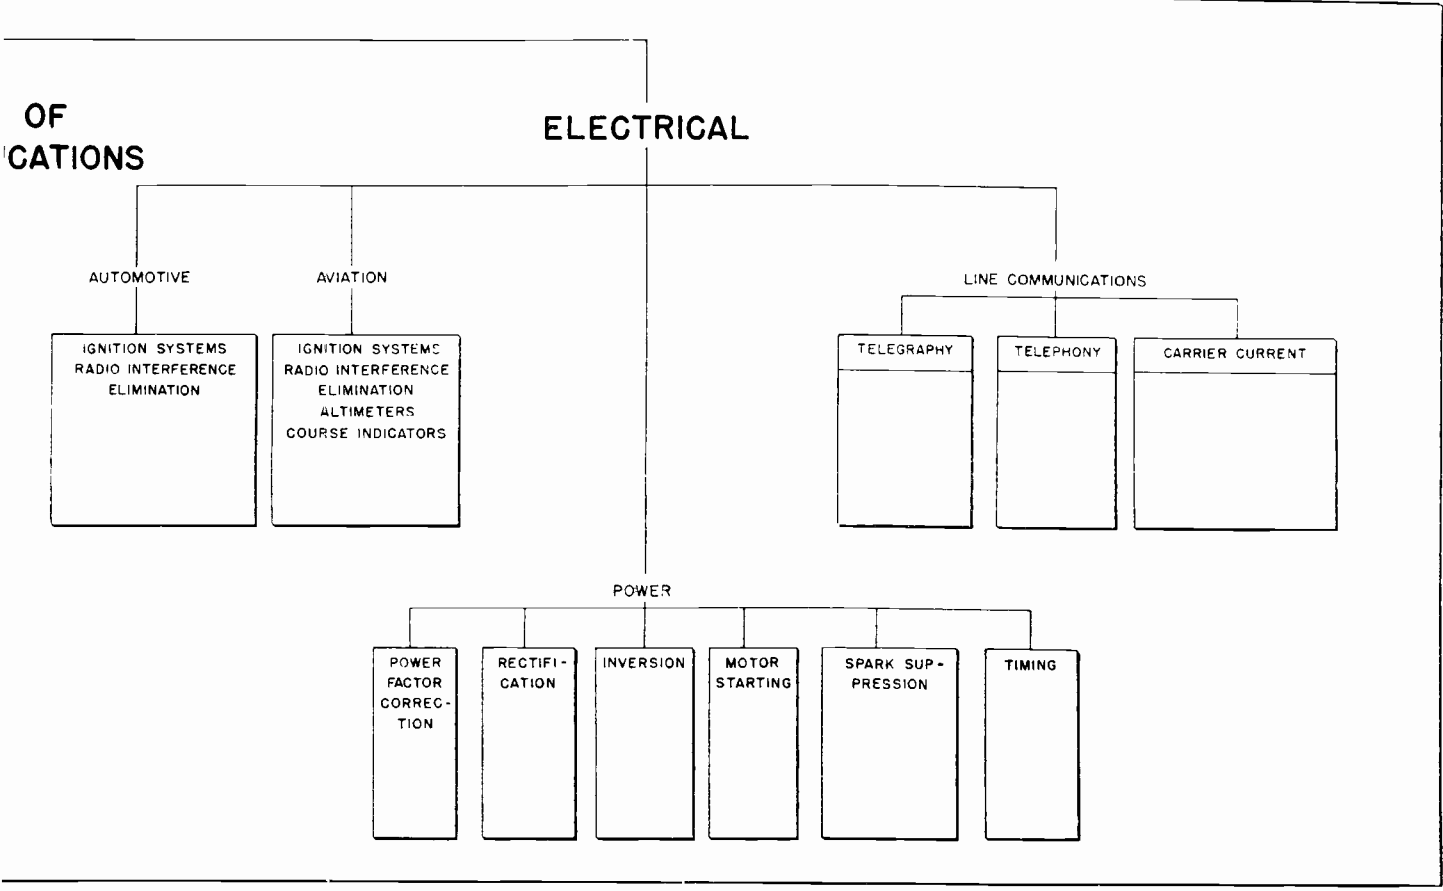 OF
ICATIONS
ELECTRICAL
AUTOMOTIVE
AVIATION
LINE COMMUNICATIONS
IGNITION SYSTEMS
RADIO INTERFERENCE
ELIMINATION
IGNITION SYSTEMS
RADIO INTERFERENCE
ELIMINATION
ALTIMETERS
COURSE INDICATORS
TELEGRAPHY
TELEPHONY
CARRIER CURRENT
POWER
POWER
FACTOR
CORREC-
TION
RECTIFI-
CATION
INVERSION
MOTOR
STARTING
SPARK SUP-
PRESSION
TIMING